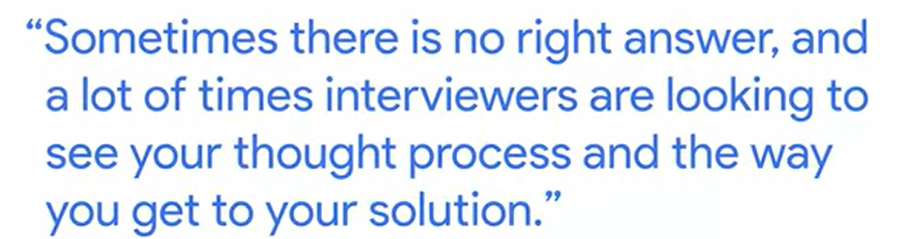 “Sometimes there is no right answer, and
a lot of times interviewers are looking to
see your thought process and the way
you get to your solution.”